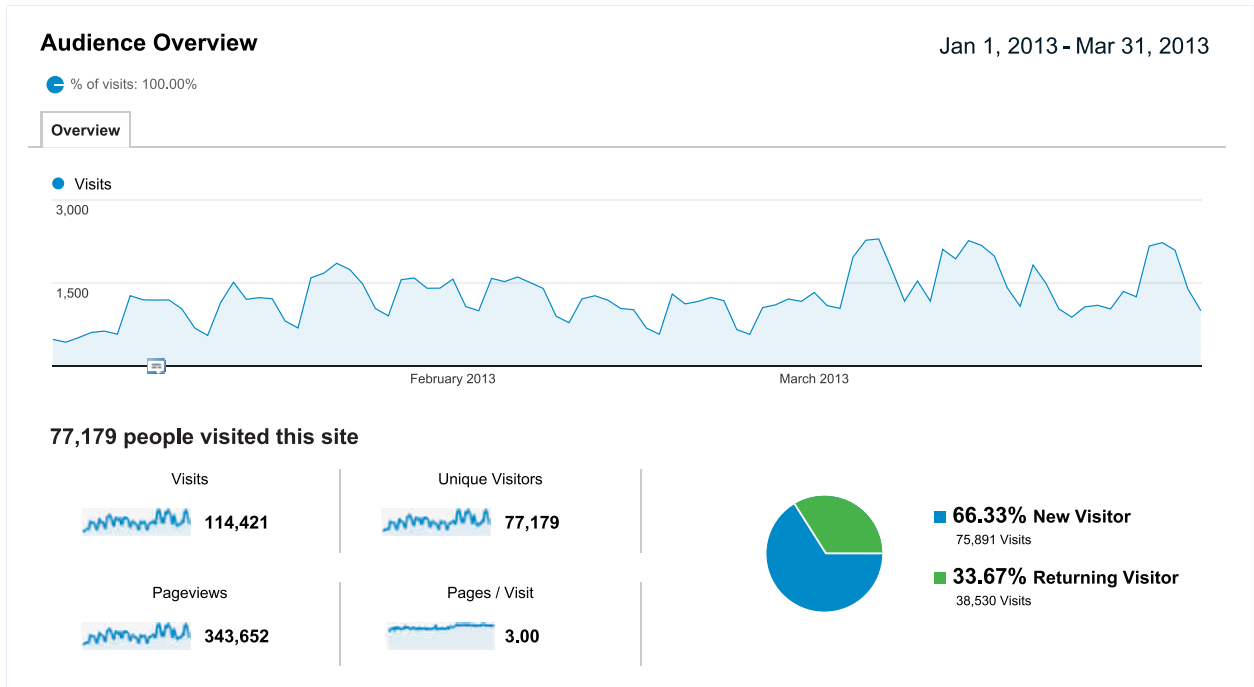 Audience Overview
Jan 1, 2013 - Mar 31, 2013
% of visits: 100.00%
Overview
Visits
3,000
1,500
February 2013
March 2013
77,179 people visited this site
Visits
114,421
Unique Visitors
77,179
Pageviews
343,652
Pages / Visit
3.00
66.33% New Visitor
75,891 Visits
33.67% Returning Visitor
38,530 Visits